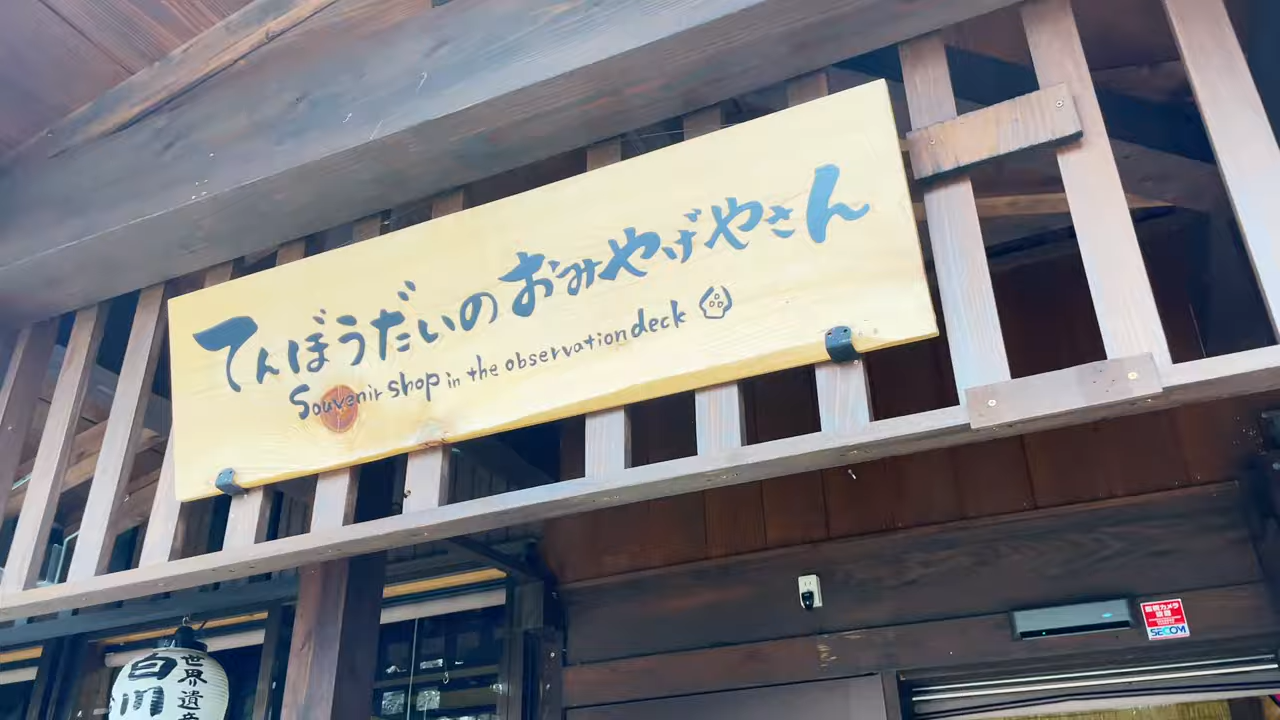 てんぼうだいのおみやげやさん
Souvenir shop in the observation deck
世界遺産
白川
SECOM